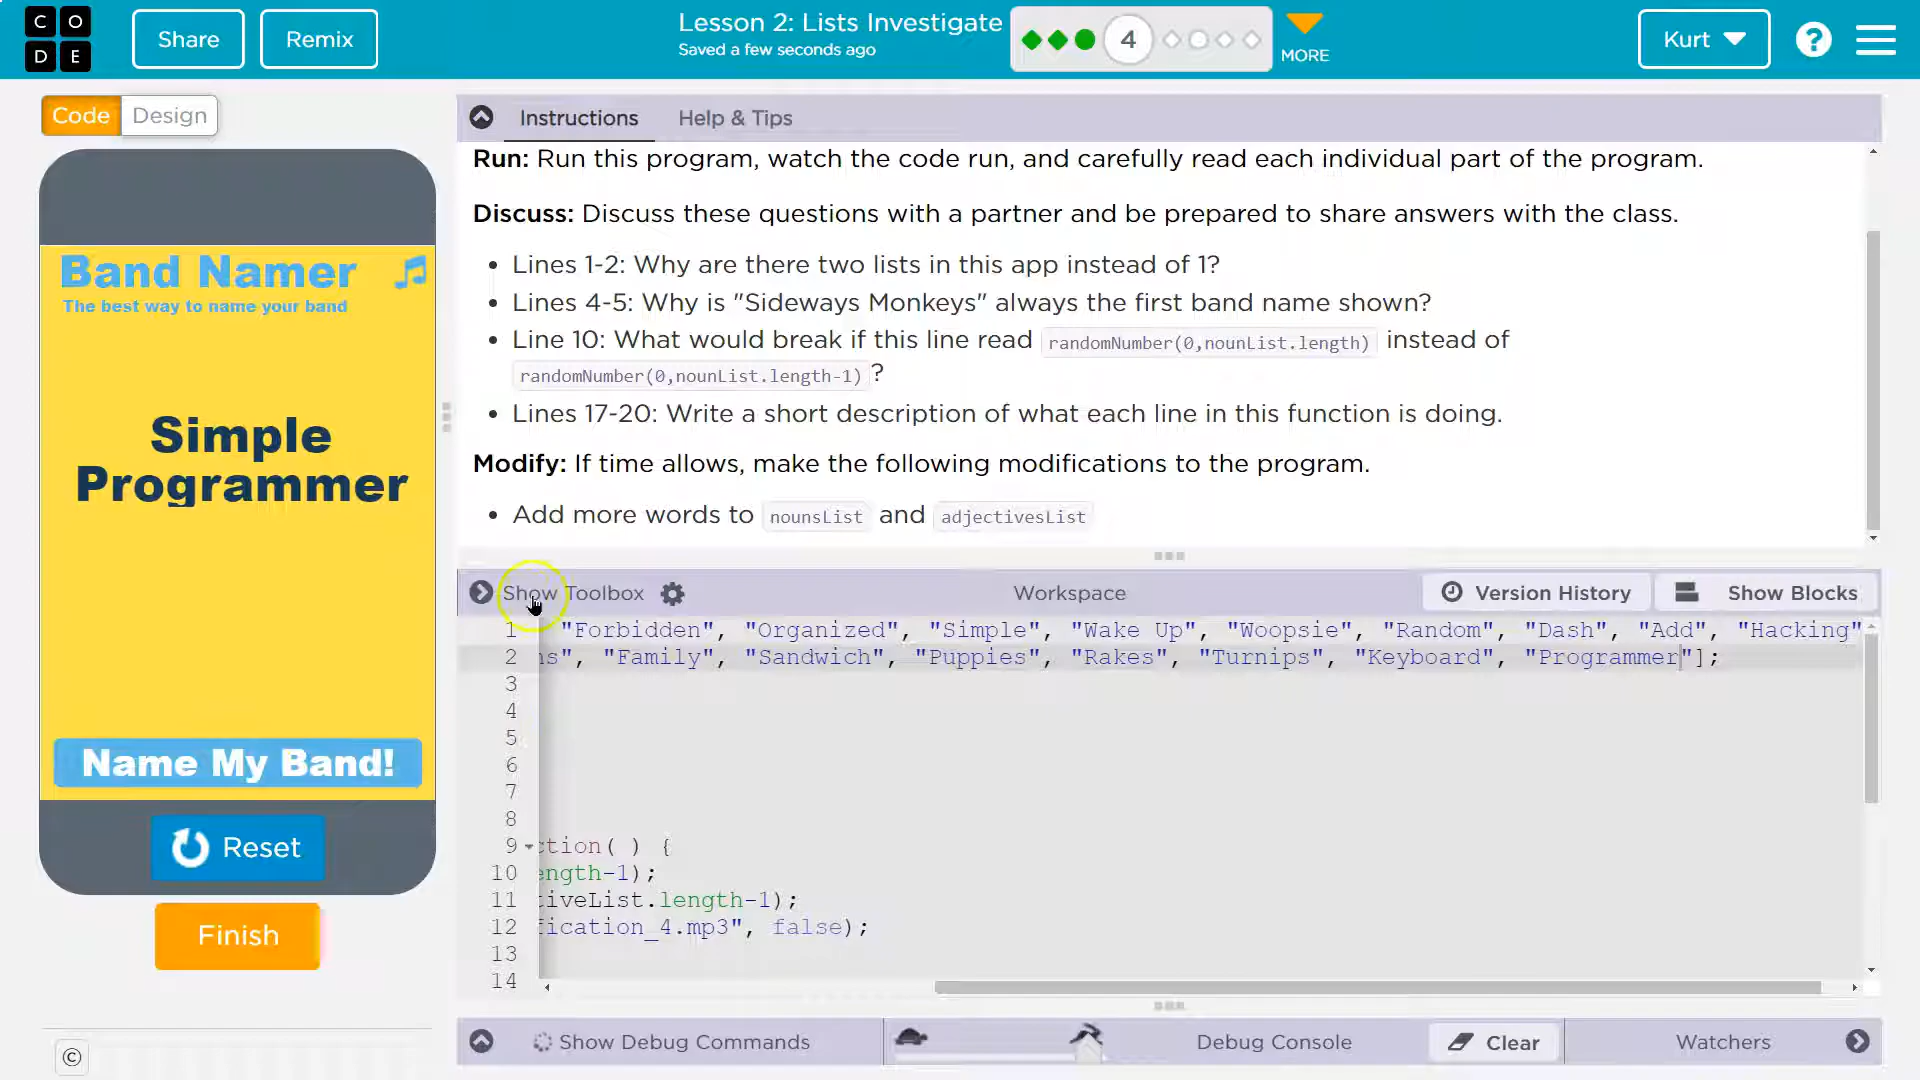 CODE
Share
Remix
Lesson 2: Lists Investigate
Saved a few seconds ago
4
MORE
Kurt
?
Code
Design
Instructions
Help & Tips
Run: Run this program, watch the code run, and carefully read each individual part of the program.
Discuss: Discuss these questions with a partner and be prepared to share answers with the class.
• Lines 1-2: Why are there two lists in this app instead of 1?
• Lines 4-5: Why is "Sideways Monkeys" always the first band name shown?
• Line 10: What would break if this line read randomNumber(0,nounList.length) instead of
randomNumber(0,nounList.length-1)?
• Lines 17-20: Write a short description of what each line in this function is doing.
Modify: If time allows, make the following modifications to the program.
• Add more words to nounsList and adjectivesList
Band Namer
The best way to name your band
Simple
Programmer
Name My Band!
Reset
Finish
©
Show Toolbox
Workspace
Version History
Show Blocks
1 "Forbidden", "Organized", "Simple", "Wake Up", "Woopsie", "Random", "Dash", "Add", "Hacking"
2 ns", "Family", "Sandwich", "Puppies", "Rakes", "Turnips", "Keyboard", "Programmer"];
3
4
5
6
7
8
9 ction( ) {
10 ength-1);
11 tiveList.length-1);
12 fication_4.mp3", false);
13
14
Show Debug Commands
Debug Console
Clear
Watchers